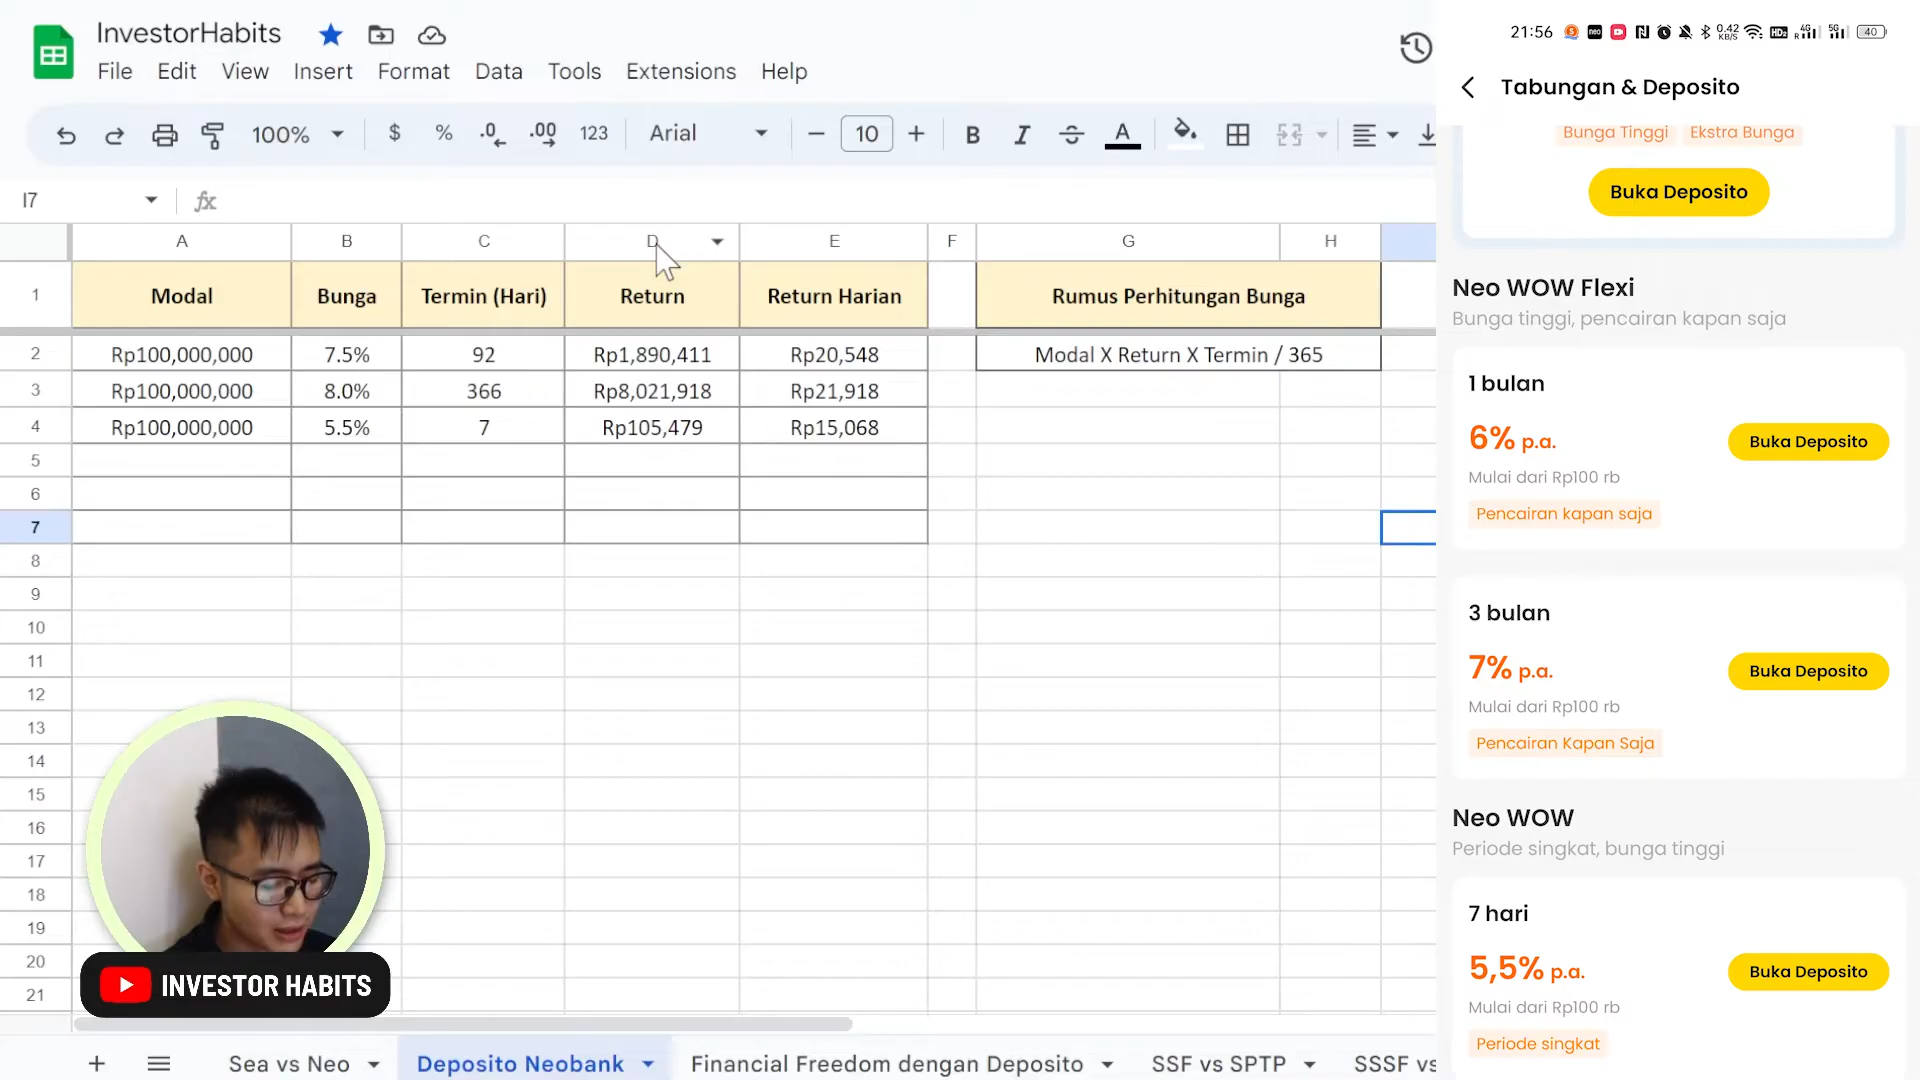 InvestorHabits
File Edit View Insert Format Data Tools Extensions Help
100% $ % .0 .00 123 Arial 10 B I A
I7 fx
A B C D E F G H
1 Modal Bunga Termin (Hari) Return Return Harian Rumus Perhitungan Bunga
2 Rp100,000,000 7.5% 92 Rp1,890,411 Rp20,548 Modal X Return X Termin / 365
3 Rp100,000,000 8.0% 366 Rp8,021,918 Rp21,918
4 Rp100,000,000 5.5% 7 Rp105,479 Rp15,068
5
6
7
8
9
10
11
12
13
14
15
16
17
18
19
20
21
INVESTOR HABITS
Sea vs Neo Deposito Neobank Financial Freedom dengan Deposito SSF vs SPTP SSSF vs
21:56 0.42 KB/S 4G 5G 40
Tabungan & Deposito
Bunga Tinggi Ekstra Bunga
Buka Deposito
Neo WOW Flexi
Bunga tinggi, pencairan kapan saja
1 bulan
6% p.a.
Buka Deposito
Mulai dari Rp100 rb
Pencairan kapan saja
3 bulan
7% p.a.
Buka Deposito
Mulai dari Rp100 rb
Pencairan Kapan Saja
Neo WOW
Periode singkat, bunga tinggi
7 hari
5,5% p.a.
Buka Deposito
Mulai dari Rp100 rb
Periode singkat